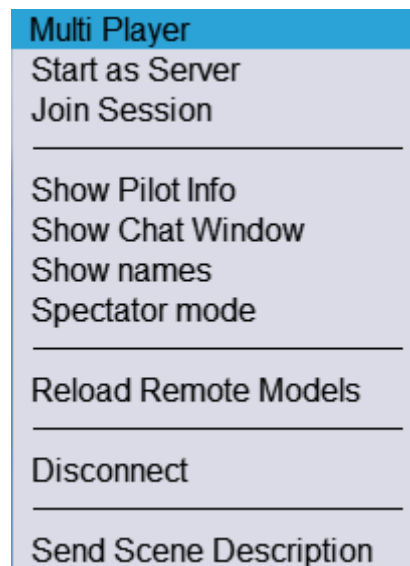 Multi Player
Start as Server
Join Session
Show Pilot Info
Show Chat Window
Show names
Spectator mode
Reload Remote Models
Disconnect
Send Scene Description